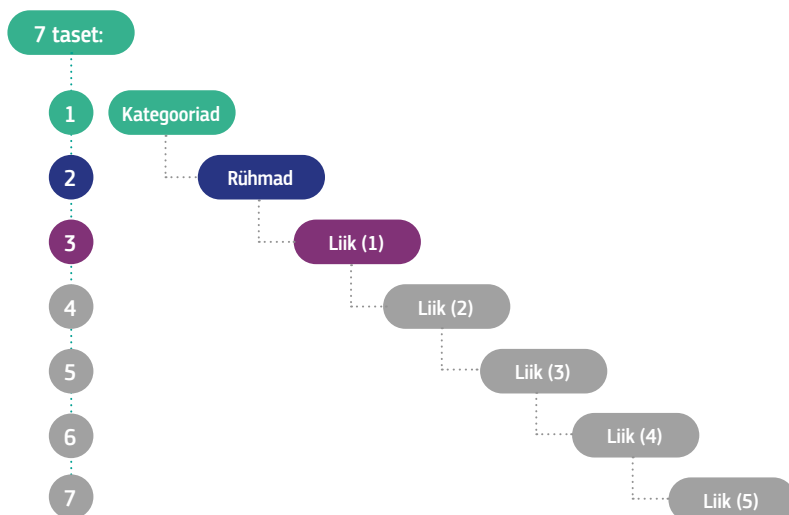 7 taset:
1 Kategooriad
2 Rühmad
3 Liik (1)
4 Liik (2)
5 Liik (3)
6 Liik (4)
7 Liik (5)